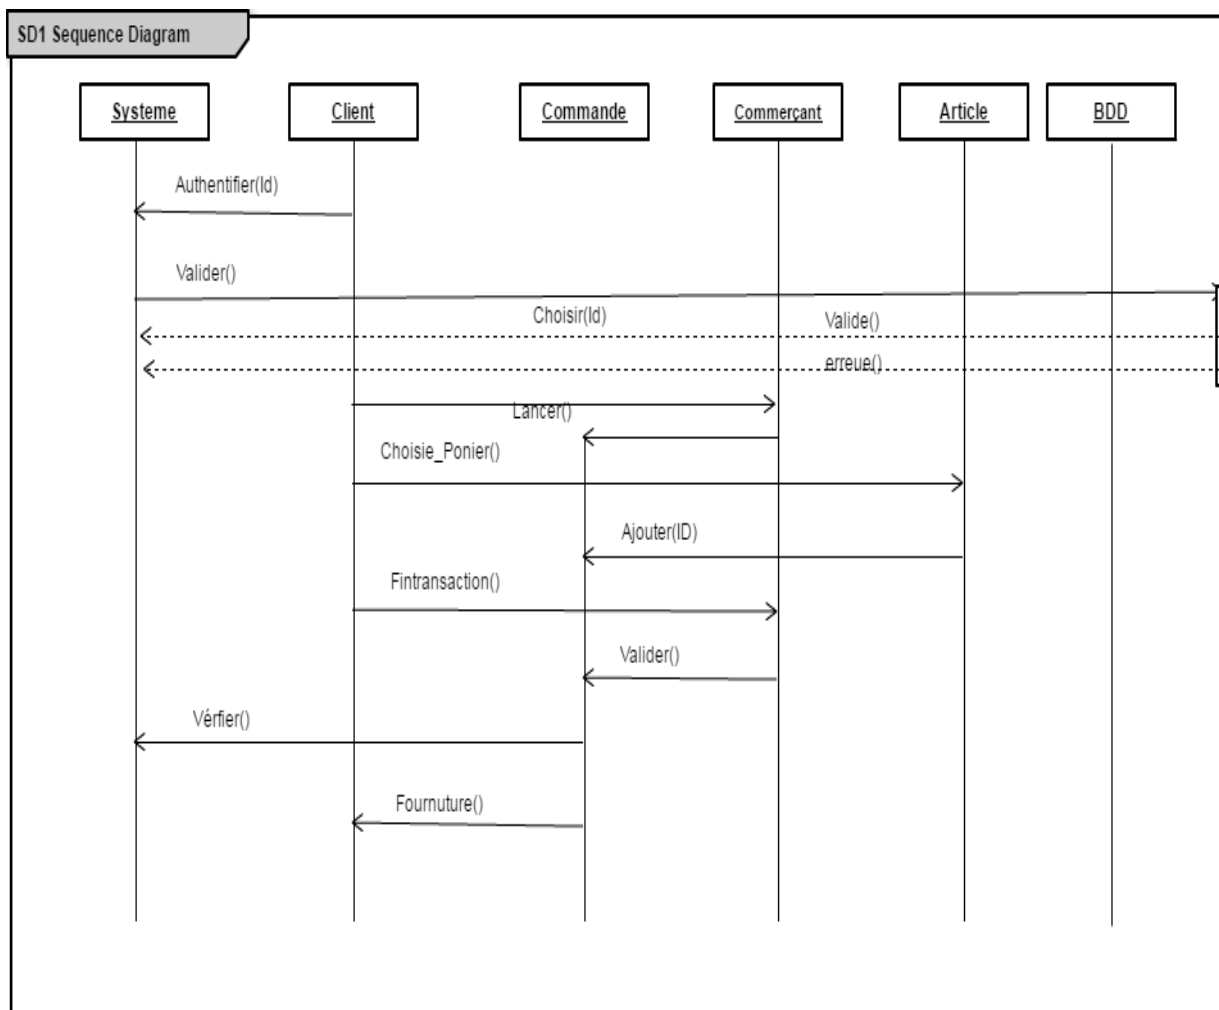 SD1 Sequence Diagram
Systeme
Client
Commande
Commerçant
Article
BDD
Authentifier(Id)
Valider()
Choisir(Id)
Valide()
erreue()
Lancer()
Choisie_Ponier()
Ajouter(ID)
Fintransaction()
Valider()
Vérfier()
Fournuture()